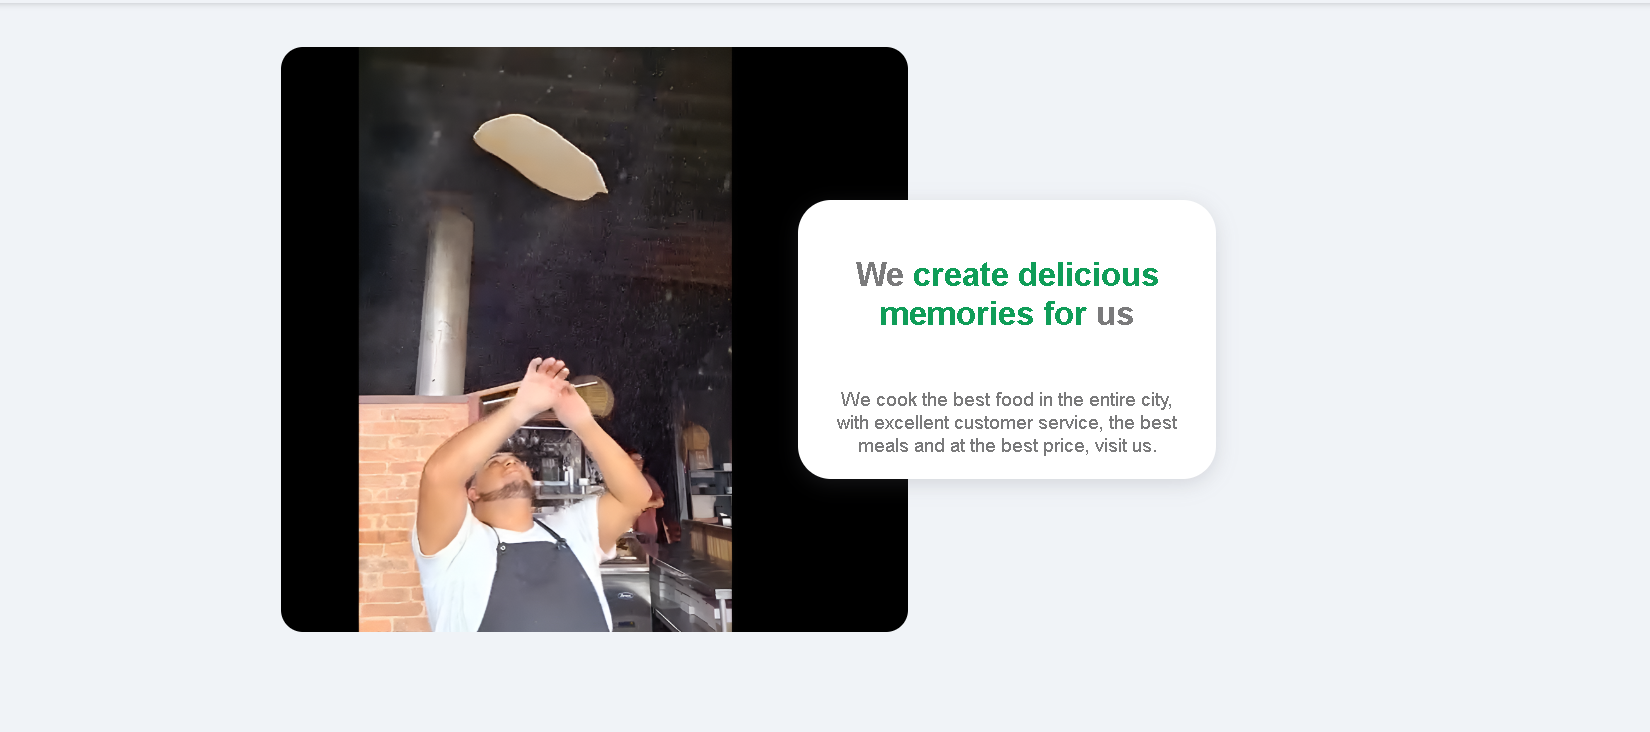 We create delicious
memories for us
We cook the best food in the entire city,
with excellent customer service, the best
meals and at the best price, visit us.